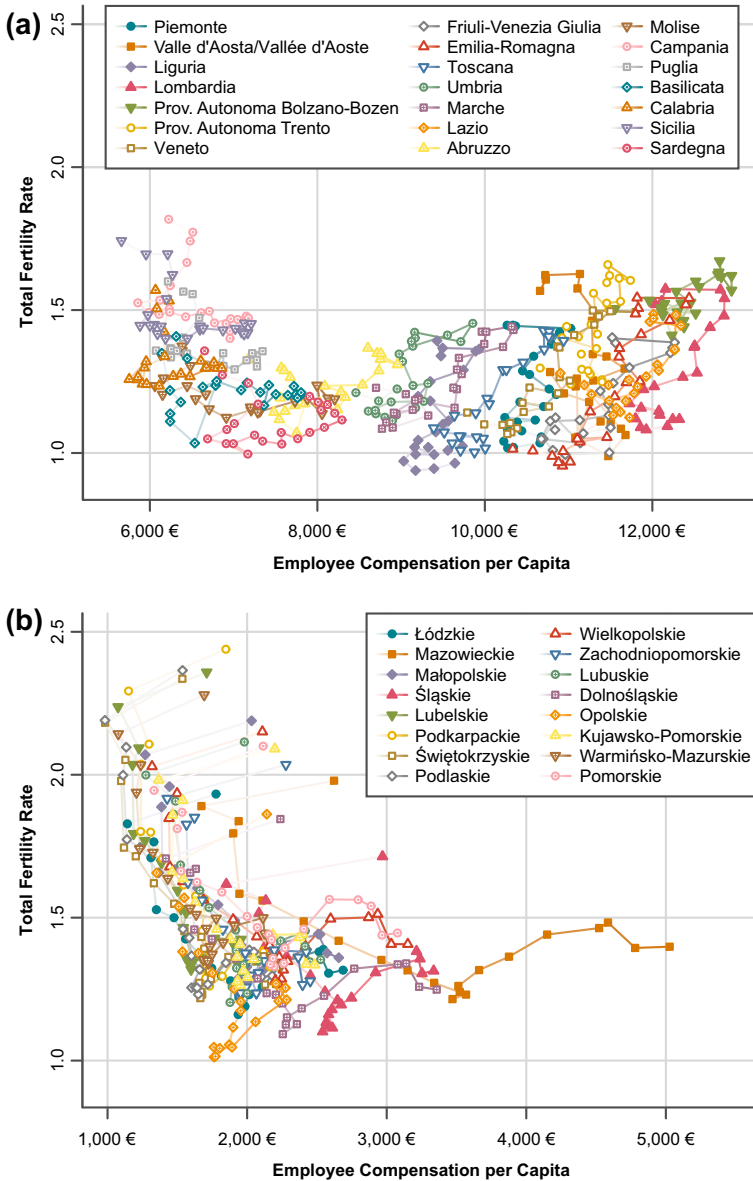 (a)
Piemonte
Valle d'Aosta/Vallée d'Aoste
Liguria
Lombardia
Prov. Autonoma Bolzano-Bozen
Prov. Autonoma Trento
Veneto
Friuli-Venezia Giulia
Emilia-Romagna
Toscana
Umbria
Marche
Lazio
Abruzzo
Molise
Campania
Puglia
Basilicata
Calabria
Sicilia
Sardegna
Total Fertility Rate
2.5
2.0
1.5
1.0
6,000 €
8,000 €
10,000 €
12,000 €
Employee Compensation per Capita
(b)
Łódzkie
Mazowieckie
Małopolskie
Śląskie
Lubelskie
Podkarpackie
Świętokrzyskie
Podlaskie
Wielkopolskie
Zachodniopomorskie
Lubuskie
Dolnośląskie
Opolskie
Kujawsko-Pomorskie
Warmińsko-Mazurskie
Pomorskie
Total Fertility Rate
2.5
2.0
1.5
1.0
1,000 €
2,000 €
3,000 €
4,000 €
5,000 €
Employee Compensation per Capita